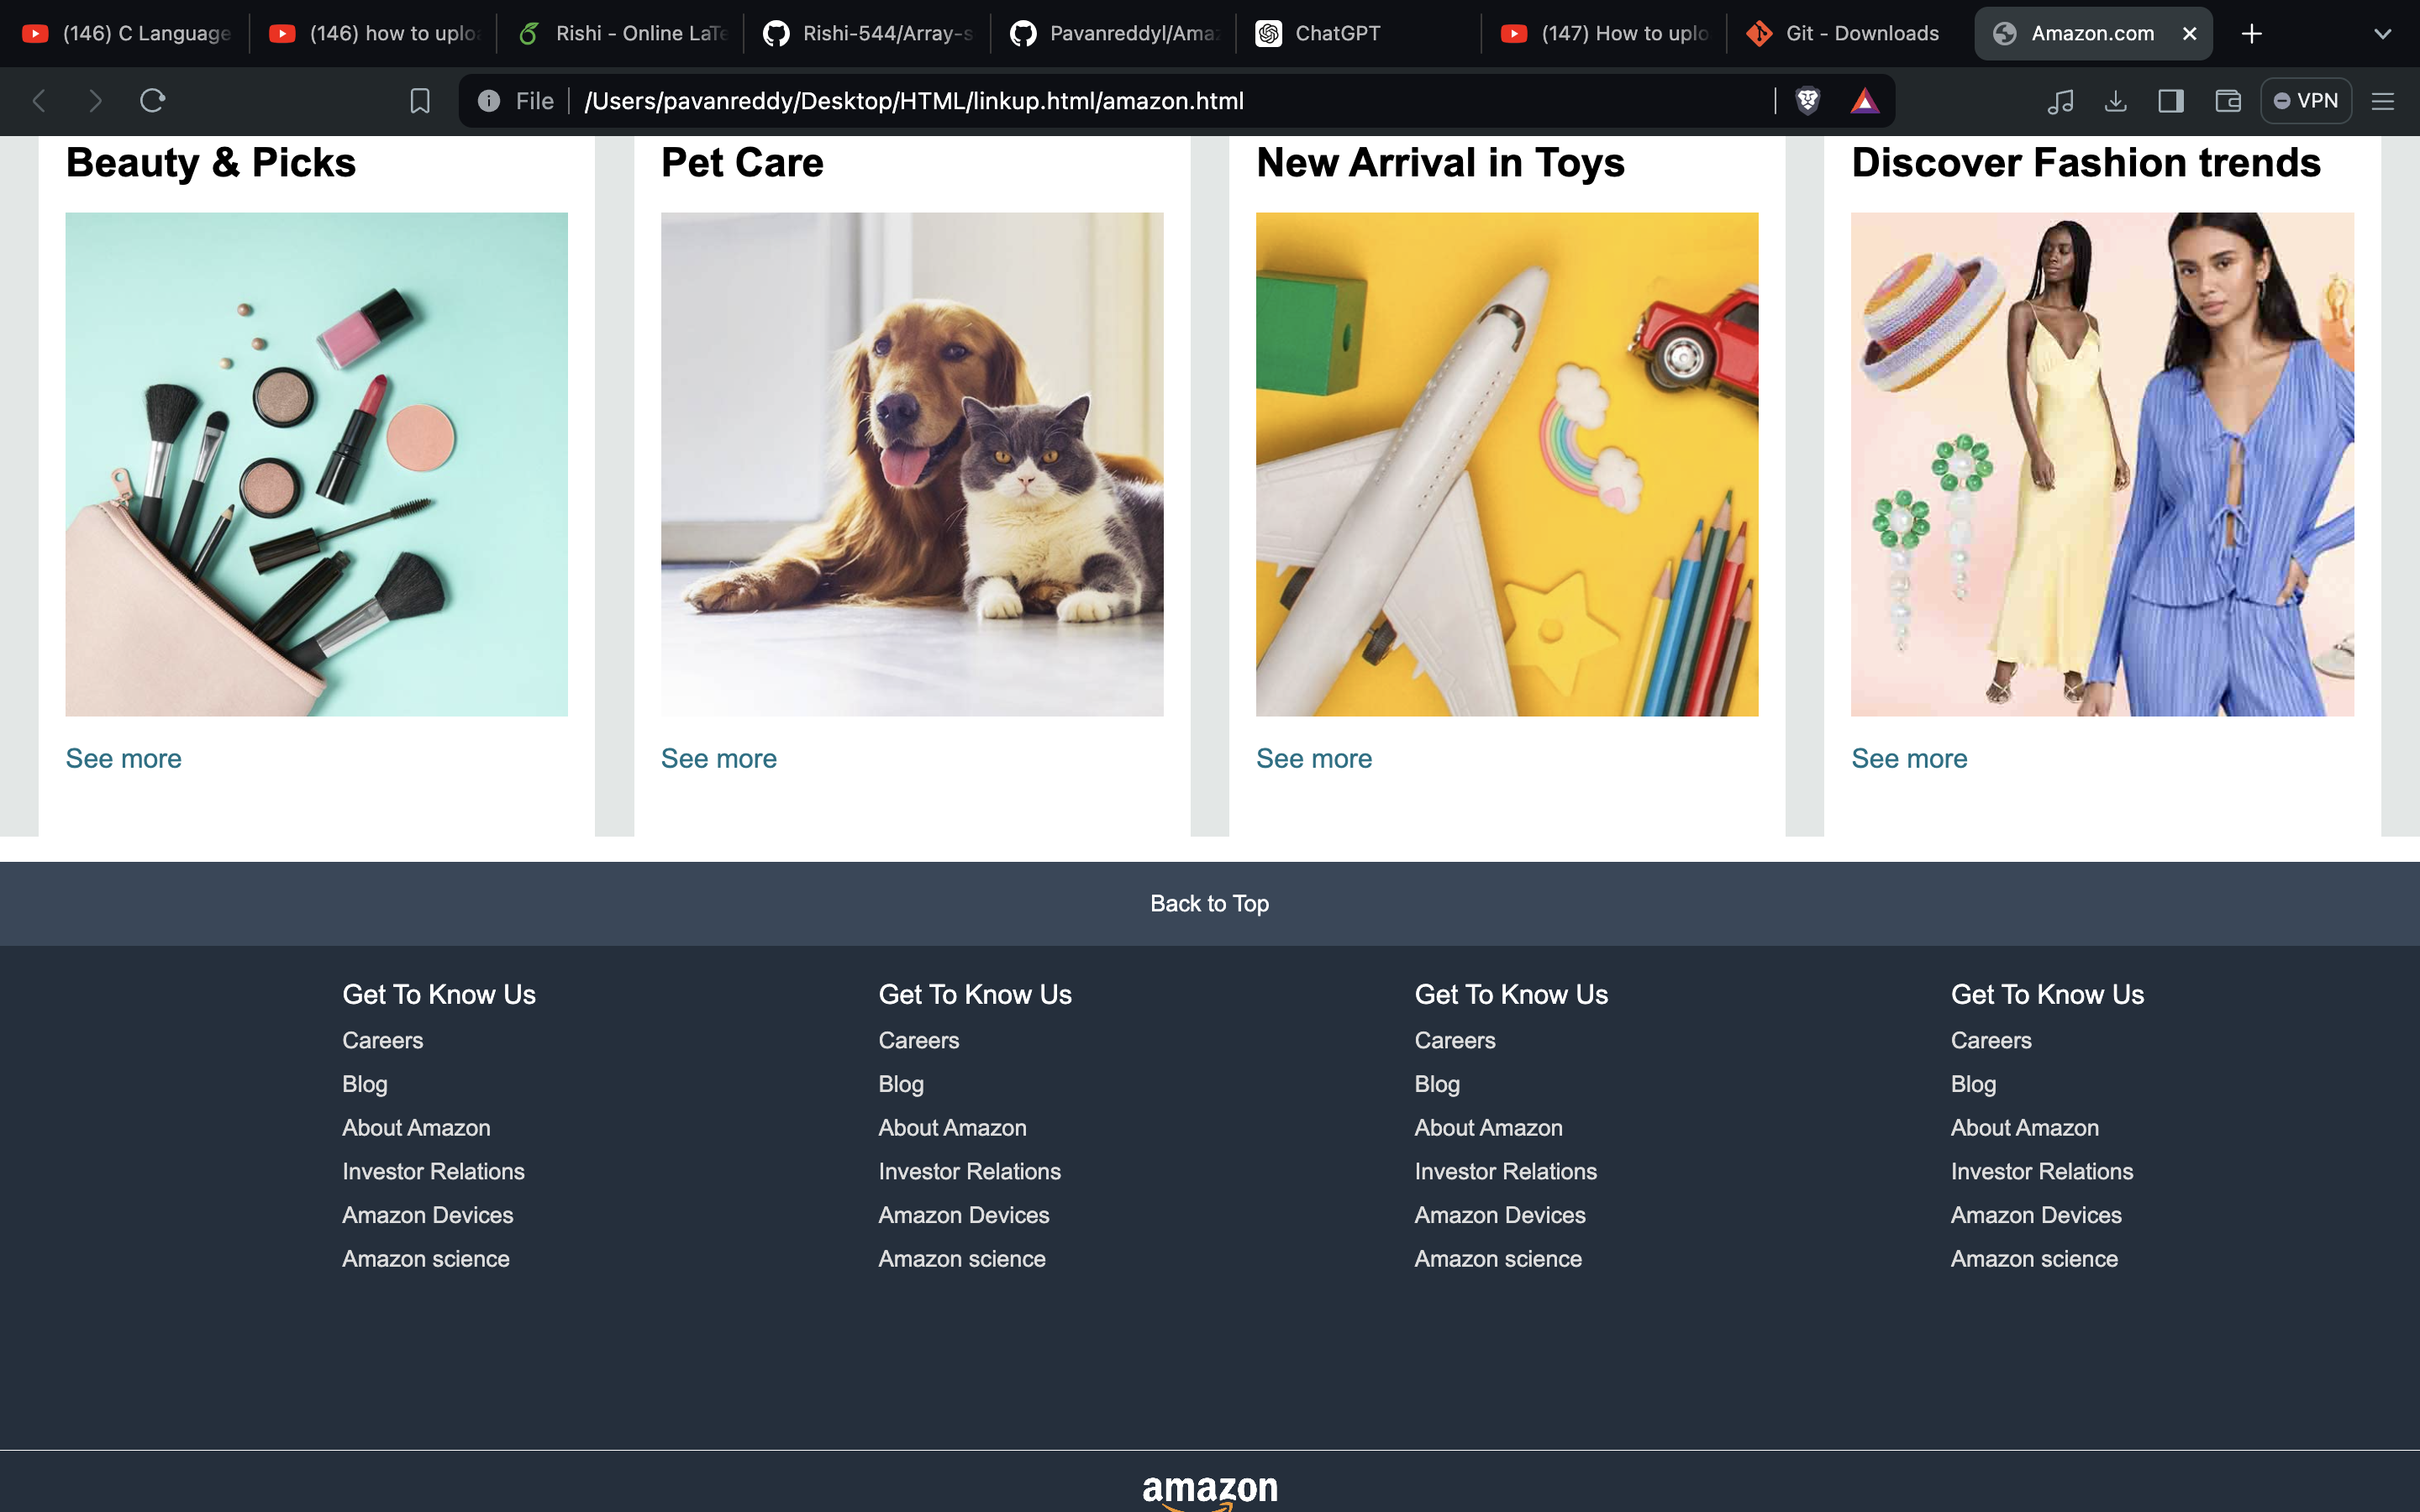 (146) C Language
(146) how to uplo
Rishi - Online LaTe
Rishi-544/Array-s
Pavanreddyl/Amaz
ChatGPT
(147) How to uplo
Git - Downloads
Amazon.com
File /Users/pavanreddy/Desktop/HTML/linkup.html/amazon.html
VPN
Beauty & Picks
Pet Care
New Arrival in Toys
Discover Fashion trends
See more
See more
See more
See more
Back to Top
Get To Know Us
Careers
Blog
About Amazon
Investor Relations
Amazon Devices
Amazon science
Get To Know Us
Careers
Blog
About Amazon
Investor Relations
Amazon Devices
Amazon science
Get To Know Us
Careers
Blog
About Amazon
Investor Relations
Amazon Devices
Amazon science
Get To Know Us
Careers
Blog
About Amazon
Investor Relations
Amazon Devices
Amazon science
amazon